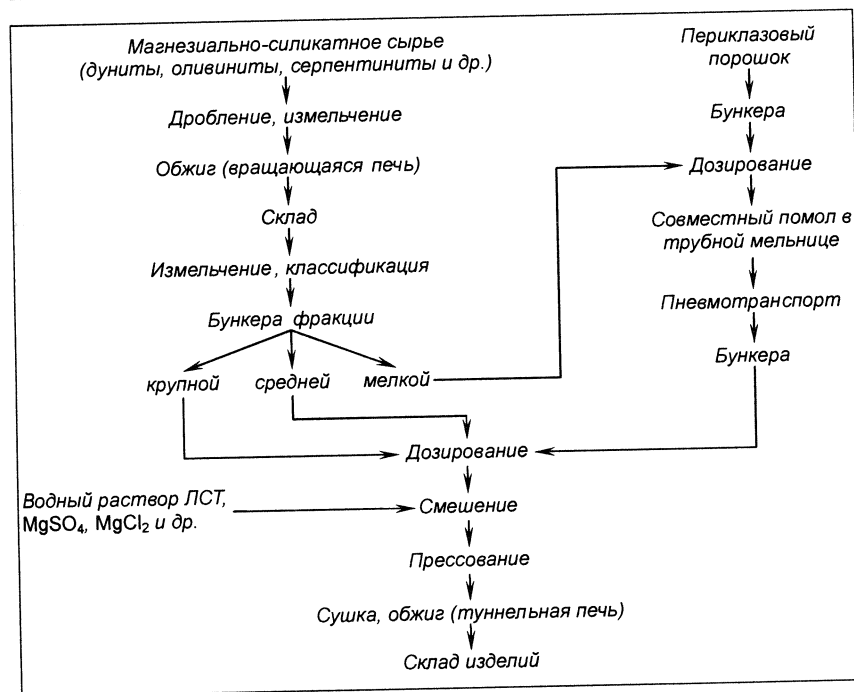 Магнезиально-силикатное сырье
(дуниты, оливиниты, серпентиниты и др.)
Дробление, измельчение
Обжиг (вращающаяся печь)
Склад
Измельчение, классификация
Бункера фракции
крупной
средней
мелкой
Периклазовый
порошок
Бункера
Дозирование
Совместный помол в
трубной мельнице
Пневмотранспорт
Бункера
Дозирование
Водный раствор ЛСТ,
MgSO₄, MgCl₂ и др.
Смешение
Прессование
Сушка, обжиг (туннельная печь)
Склад изделий